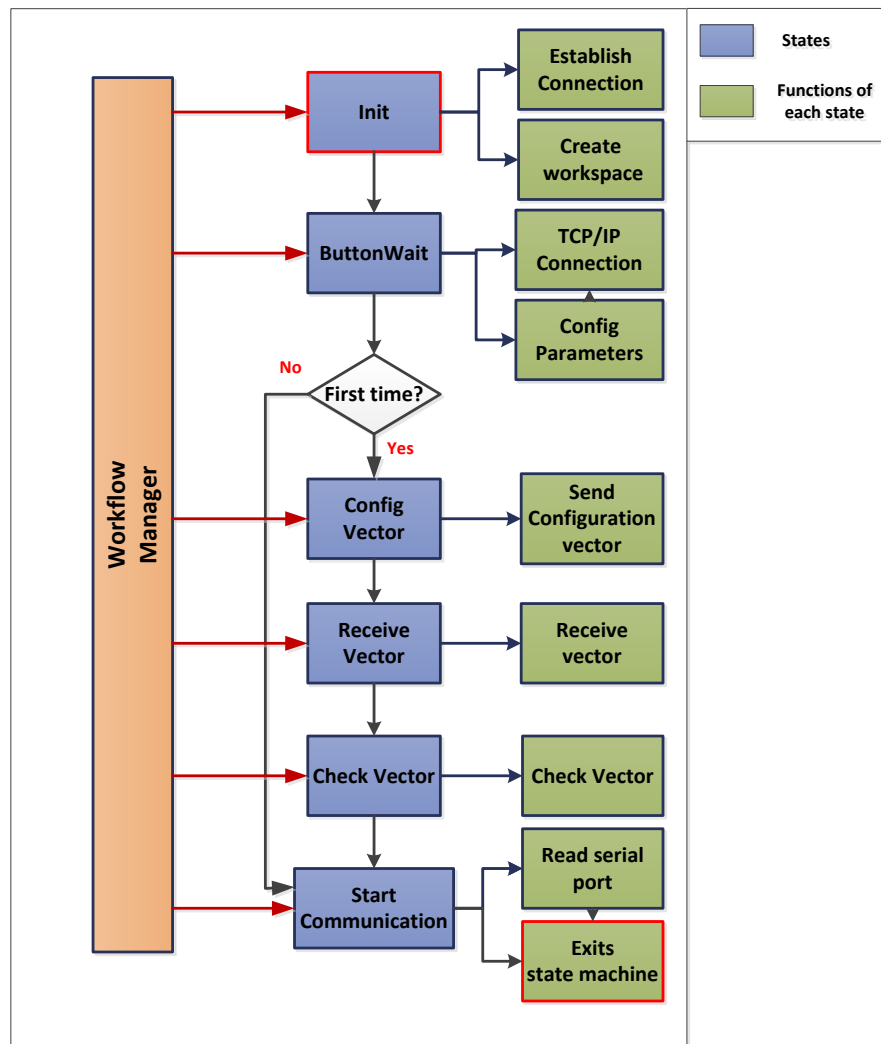 Establish
Connection
States
Init
Functions of
each state
Create
workspace
ButtonWait
TCP/IP
Connection
Config
Parameters
No
First time?
Yes
Workflow
Manager
Config
Vector
Send
Configuration
vector
Receive
Vector
Receive
vector
Check Vector
Check Vector
Read serial
port
Start
Communication
Exits
state machine